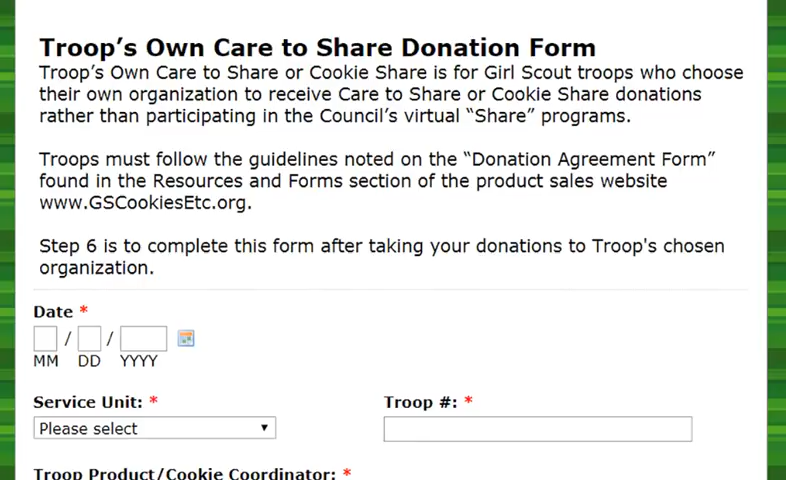 Troop’s Own Care to Share Donation Form
Troop’s Own Care to Share or Cookie Share is for Girl Scout troops who choose
their own organization to receive Care to Share or Cookie Share donations
rather than participating in the Council’s virtual “Share” programs.
Troops must follow the guidelines noted on the “Donation Agreement Form”
found in the Resources and Forms section of the product sales website
www.GSCookiesEtc.org.
Step 6 is to complete this form after taking your donations to Troop's chosen
organization.
Date *
/ /
MM DD YYYY
Service Unit: * Troop #: *
Please select
Troop Product/Cookie Coordinator: *